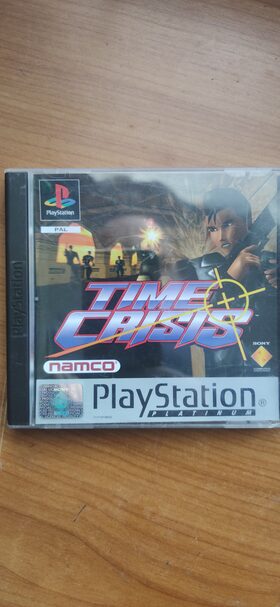 PlayStation
PAL
PlayStation
TIME
CRISIS
namco
SONY
PlayStation®
PLATINUM